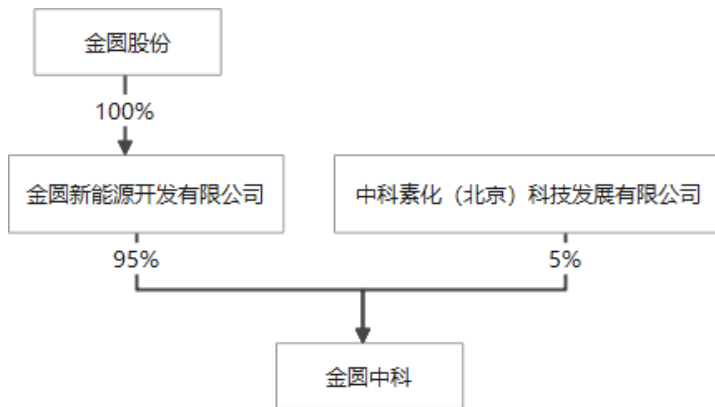 金圆股份
100%
金圆新能源开发有限公司
中科素化（北京）科技发展有限公司
95%
5%
金圆中科